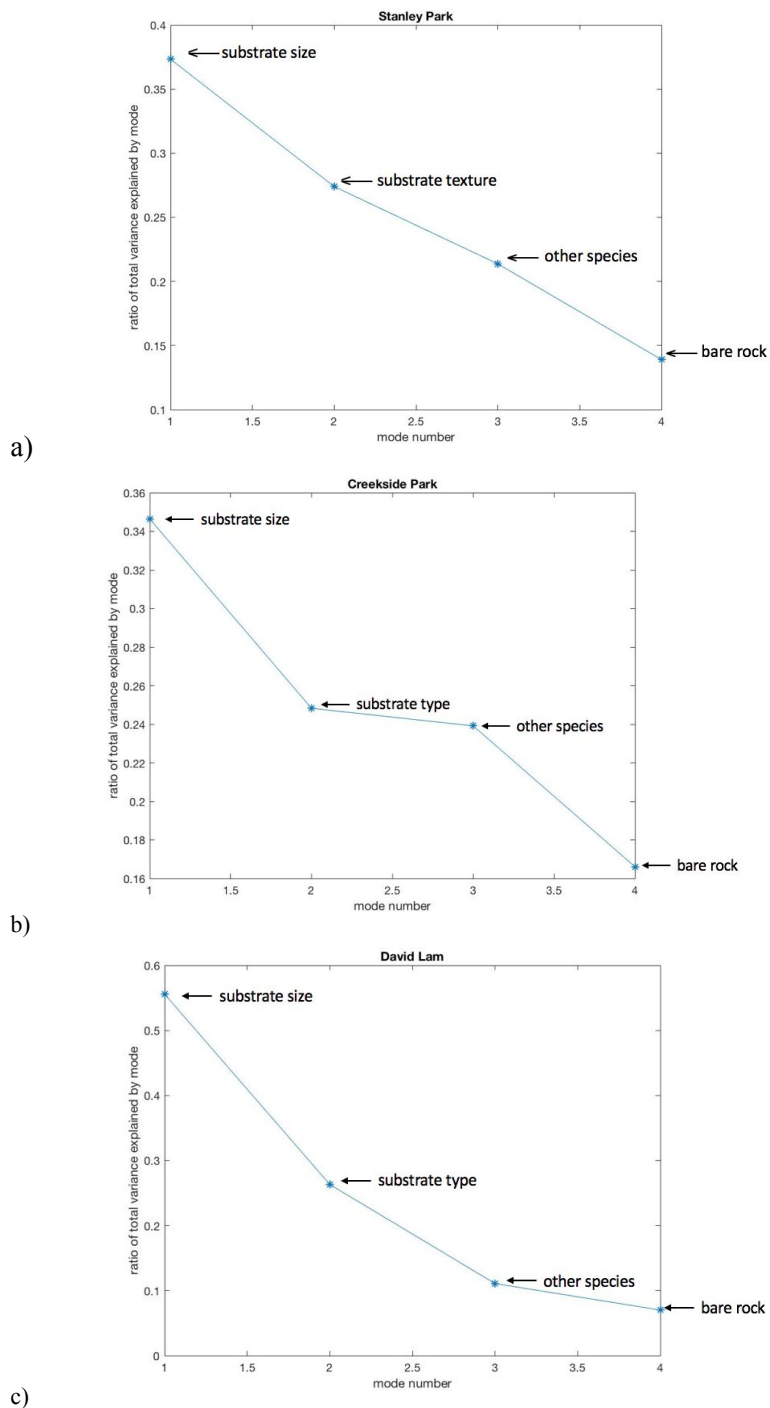 Stanley Park
0.4
substrate size
0.35
0.3
substrate texture
0.25
other species
0.2
0.15
bare rock
0.1
1 1.5 2 2.5 3 3.5 4
mode number
ratio of total variance explained by mode
a)
Creekside Park
0.36
0.34
substrate size
0.32
0.3
0.28
0.26
substrate type
0.24
other species
0.22
0.2
0.18
bare rock
0.16
1 1.5 2 2.5 3 3.5 4
mode number
ratio of total variance explained by mode
b)
David Lam
0.6
substrate size
0.5
0.4
0.3
substrate type
0.2
other species
0.1
bare rock
0
1 1.5 2 2.5 3 3.5 4
mode number
ratio of total variance explained by mode
c)